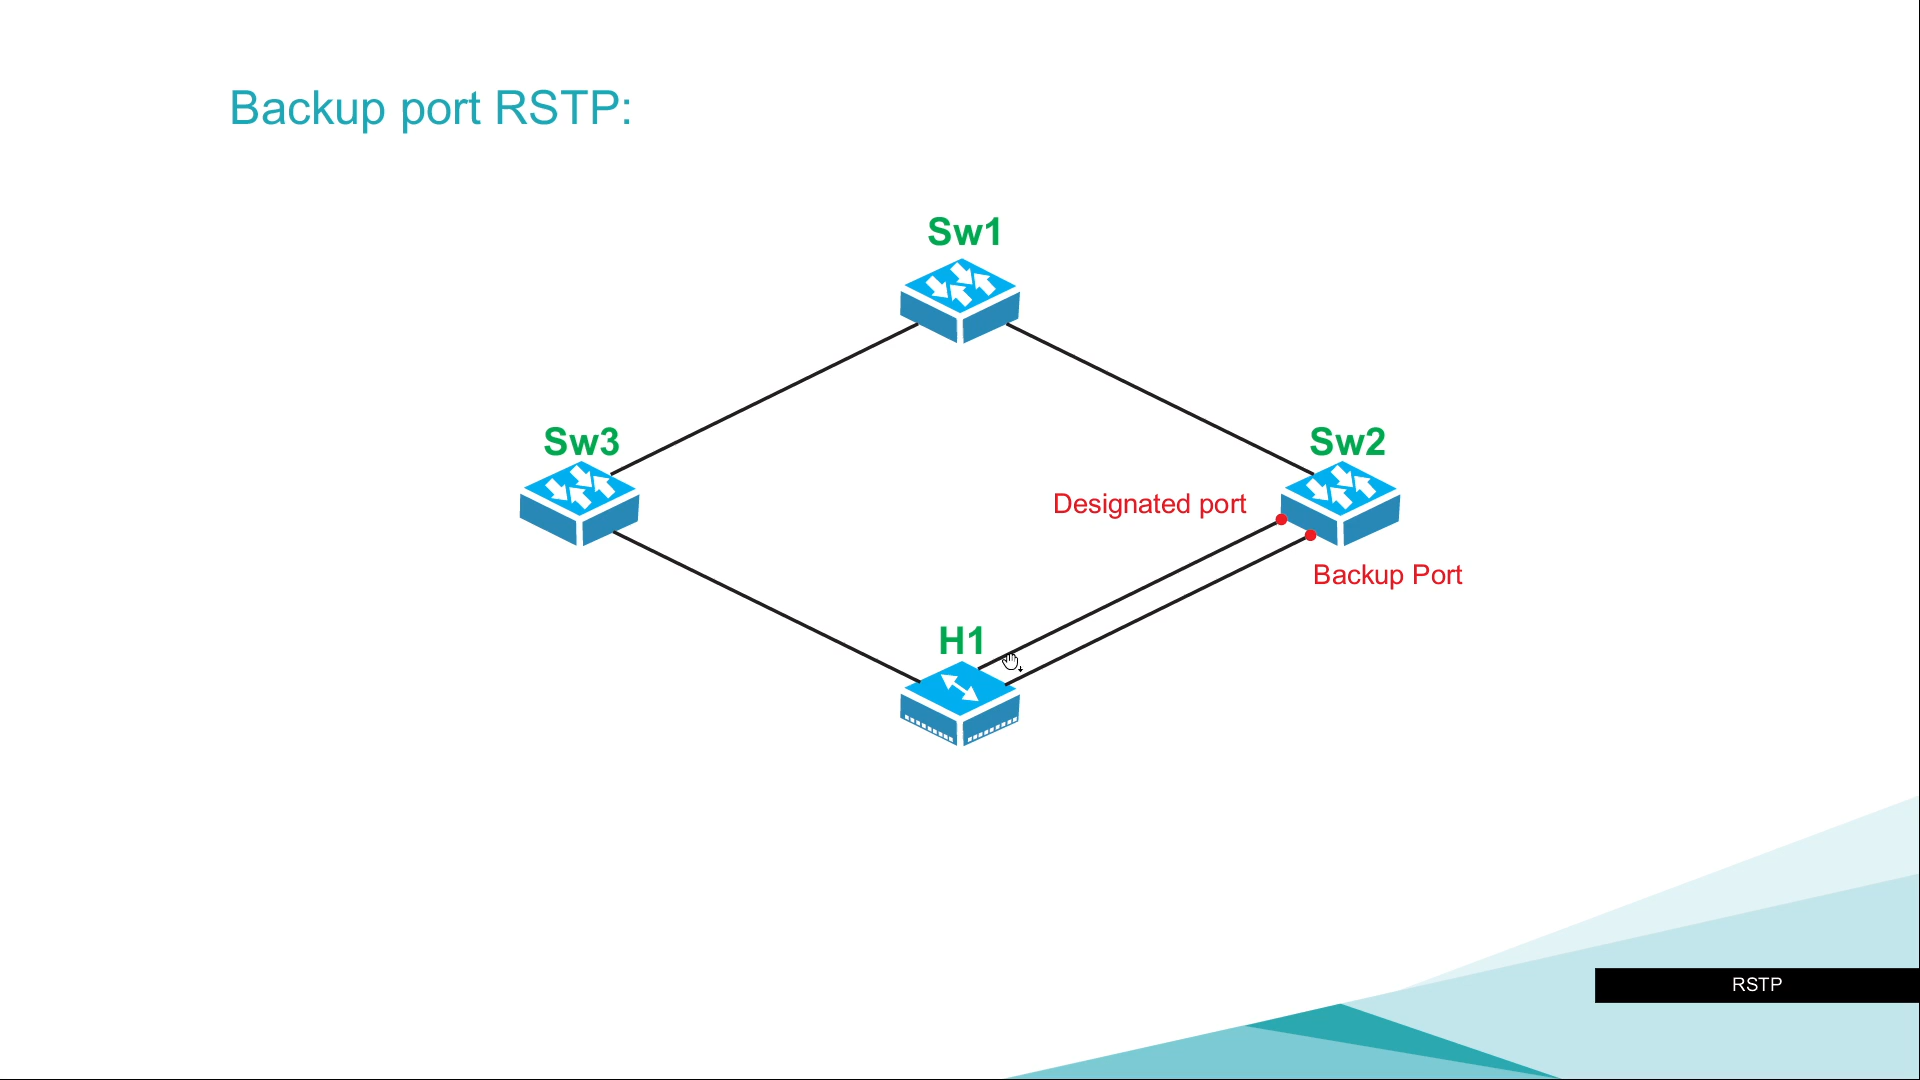 Backup port RSTP:
Sw1
Sw3
Sw2
Designated port
Backup Port
H1
RSTP